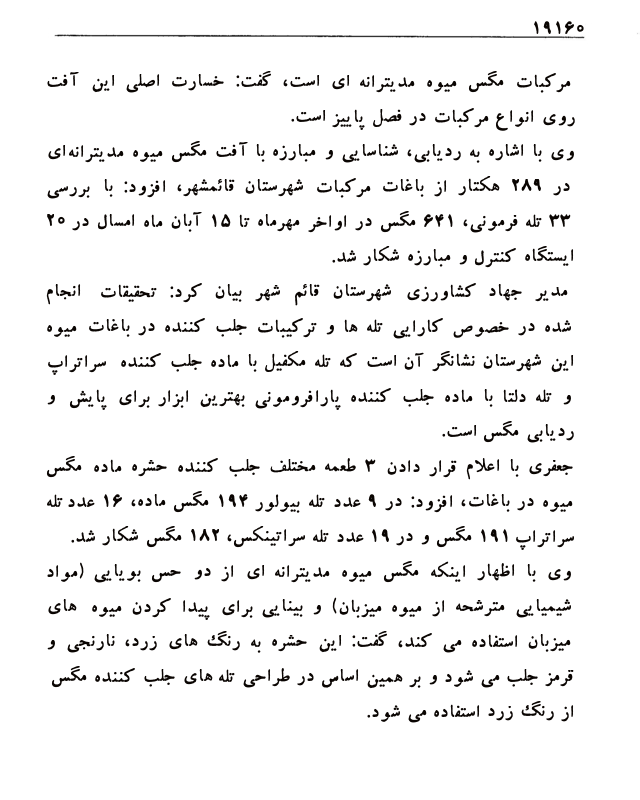 ۱۹۱۶۰
مرکبات مگس میوه مدیترانه ای است، گفت: خسارت اصلی این آفت
روی انواع مرکبات در فصل پاییز است.
وی با اشاره به ردیابی، شناسایی و مبارزه با آفت مگس میوه مدیترانه‌ای
در ۲۸۹ هکتار از باغات مرکبات شهرستان قائمشهر، افزود: با بررسی
۳۳ تله فرمونی، ۶۴۱ مگس در اواخر مهرماه تا ۱۵ آبان ماه امسال در ۲۰
ایستگاه کنترل و مبارزه شکار شد.
مدیر جهاد کشاورزی شهرستان قائم شهر بیان کرد: تحقیقات انجام
شده در خصوص کارایی تله ها و ترکیبات جلب کننده در باغات میوه
این شهرستان نشانگر آن است که تله مکفیل با ماده جلب کننده سراتراپ
و تله دلتا با ماده جلب کننده پارافرومونی بهترین ابزار برای پایش و
ردیابی مگس است.
جعفری با اعلام قرار دادن ۳ طعمه مختلف جلب کننده حشره ماده مگس
میوه در باغات، افزود: در ۹ عدد تله بیولور ۱۹۴ مگس ماده، ۱۶ عدد تله
سراتراپ ۱۹۱ مگس و در ۱۹ عدد تله سراتینکس، ۱۸۲ مگس شکار شد.
وی با اظهار اینکه مگس میوه مدیترانه ای از دو حس بویایی (مواد
شیمیایی مترشحه از میوه میزبان) و بینایی برای پیدا کردن میوه های
میزبان استفاده می کند، گفت: این حشره به رنگ های زرد، نارنجی و
قرمز جلب می شود و بر همین اساس در طراحی تله های جلب کننده مگس
از رنگ زرد استفاده می شود.